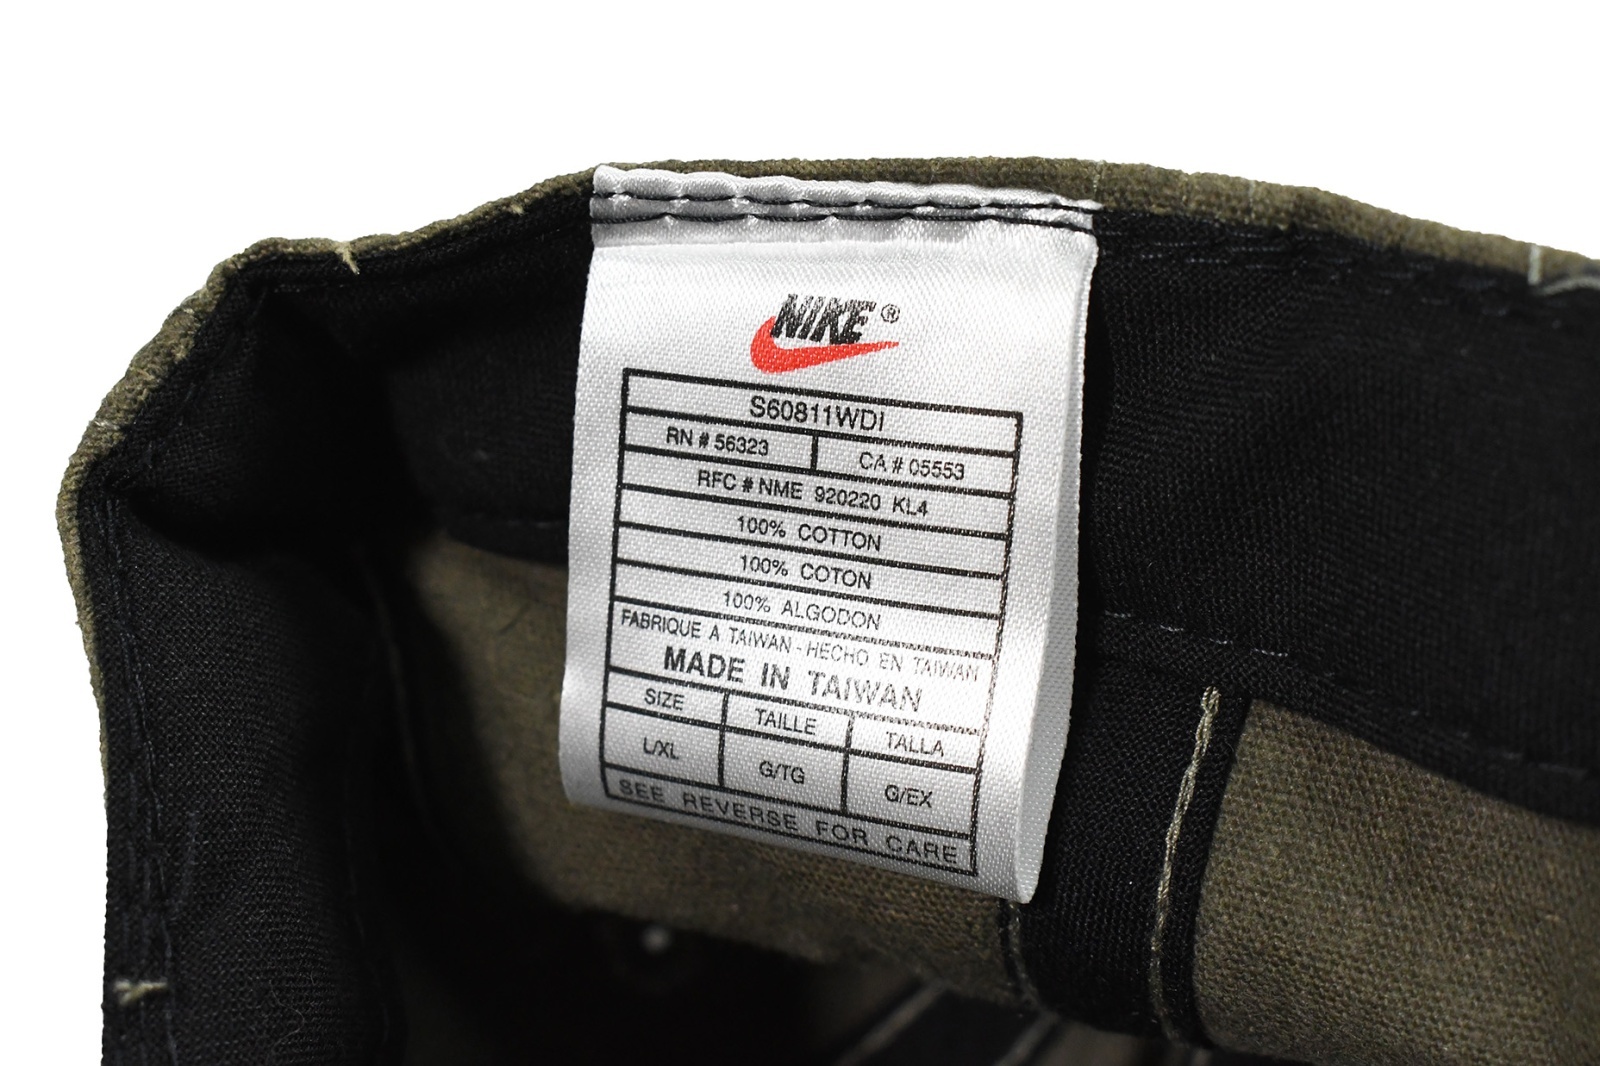 NIKE®
S60811WDI
RN # 56323
CA # 05553
RFC # NME 920220 KL4
100% COTTON
100% COTON
100% ALGODON
FABRIQUE A TAIWAN - HECHO EN TAIWAN
MADE IN TAIWAN
SIZE TAILLE TALLA
L/XL G/TG G/EX
SEE REVERSE FOR CARE